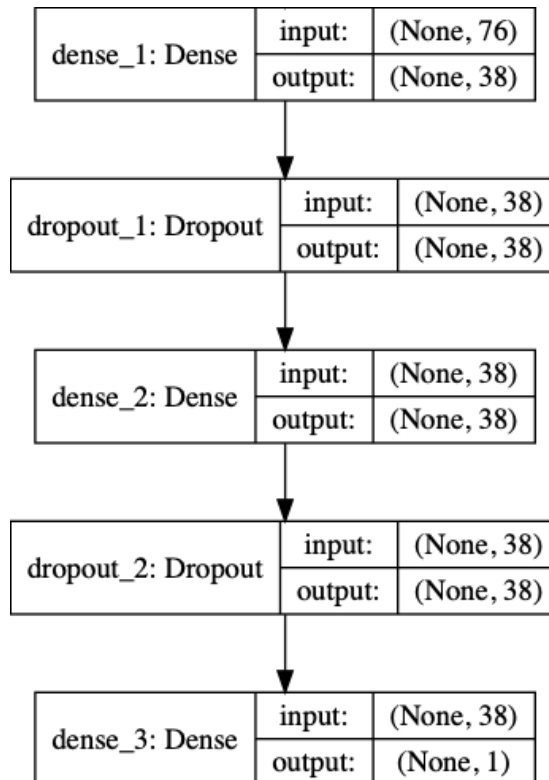 dense_1: Dense
input: (None, 76)
output: (None, 38)
dropout_1: Dropout
input: (None, 38)
output: (None, 38)
dense_2: Dense
input: (None, 38)
output: (None, 38)
dropout_2: Dropout
input: (None, 38)
output: (None, 38)
dense_3: Dense
input: (None, 38)
output: (None, 1)